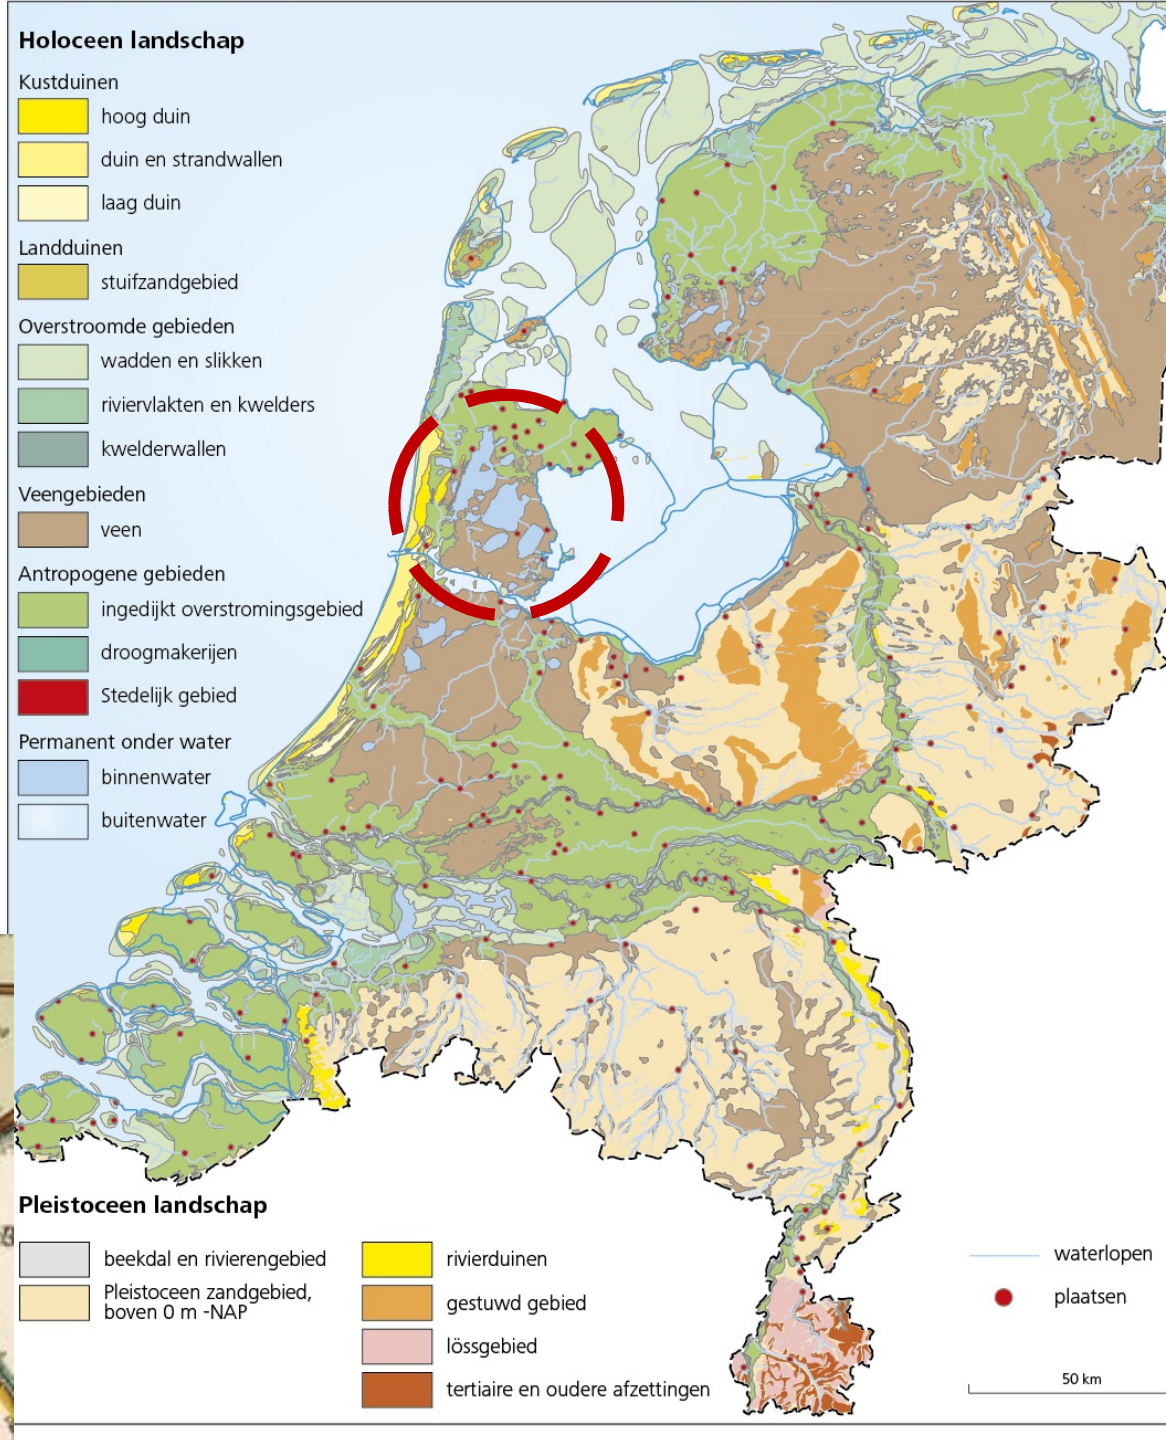 Holoceen landschap
Kustduinen
hoog duin
duin en strandwallen
laag duin
Landduinen
stuifzandgebied
Overstroomde gebieden
wadden en slikken
riviervlakten en kwelders
kwelderwallen
Veengebieden
veen
Antropogene gebieden
ingedijkt overstromingsgebied
droogmakerijen
Stedelijk gebied
Permanent onder water
binnenwater
buitenwater
Pleistoceen landschap
beekdal en rivierengebied
Pleistoceen zandgebied,
boven 0 m -NAP
rivierduinen
gestuwd gebied
lössgebied
tertiaire en oudere afzettingen
waterlopen
plaatsen
50 km